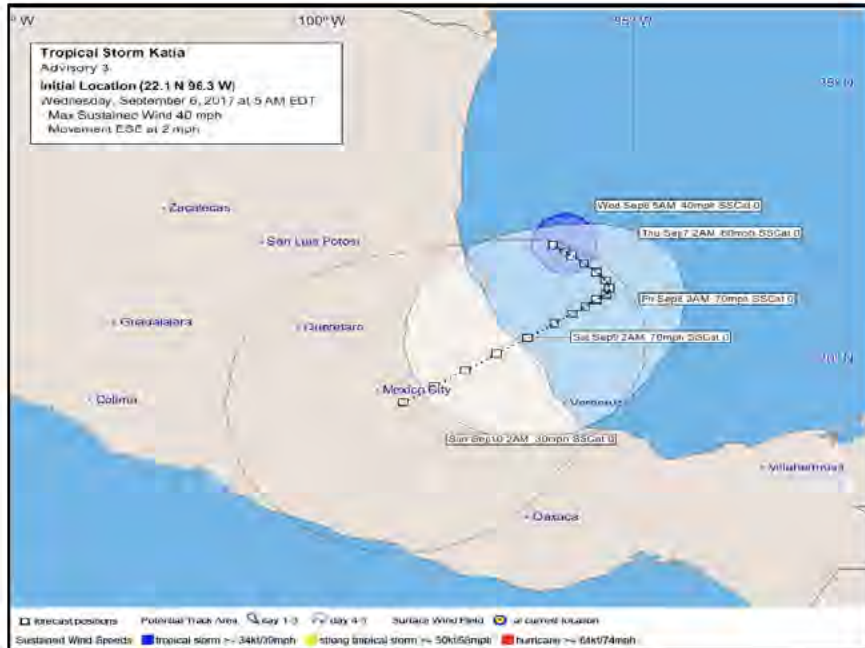 ° W
100° W
95° W
Tropical Storm Katia
Advisory 3
Initial Location (22.1 N 96.3 W)
Wednesday, September 6, 2017 at 5 AM EDT
Max Sustained Wind 40 mph
Movement ESE at 2 mph
Zacatecas
Wed Sep6 5AM 40mph SSCat 0
San Luis Potosi
Thu Sep7 2AM 60mph SSCat 0
Fri Sep8 2AM 70mph SSCat 0
Guadalajara
Queretaro
Sat Sep9 2AM 70mph SSCat 0
Mexico City
Colima
Veracruz
Sun Sep10 2AM 30mph SSCat 0
Villahermosa
Oaxaca
forecast positions Potential Track Area day 1-3 day 4-5 Surface Wind Field at current location
Sustained Wind Speeds tropical storm >= 34kt/39mph strong tropical storm >= 50kt/58mph hurricane >= 64kt/74mph